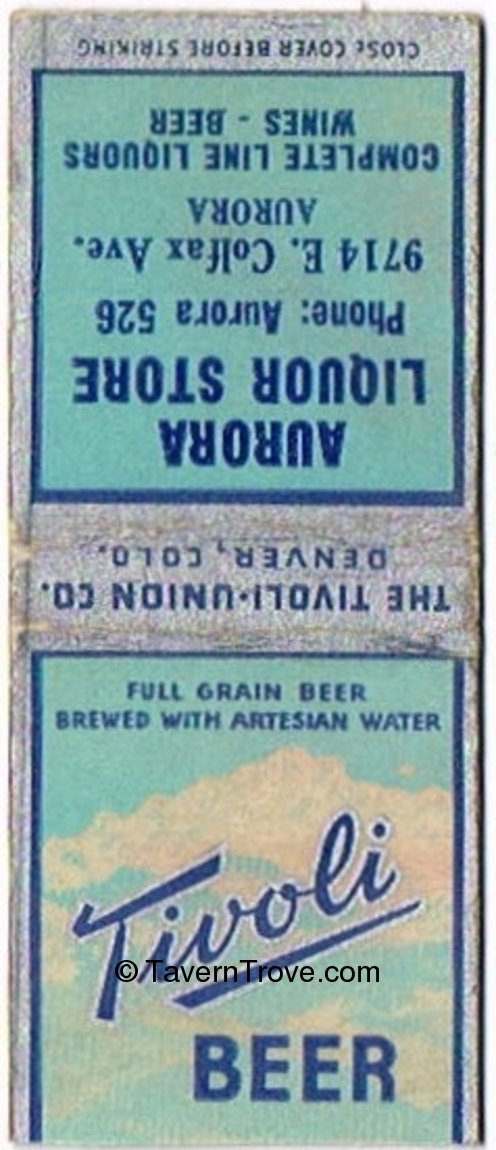 CLOSE COVER BEFORE STRIKING
AURORA
LIQUOR STORE
Phone: Aurora 526
9714 E. Colfax Ave.
AURORA
COMPLETE LINE LIQUORS
WINES - BEER
THE TIVOLI-UNION CO.
DENVER, COLO.
FULL GRAIN BEER
BREWED WITH ARTESIAN WATER
Tivoli
© TavernTrove.com
BEER